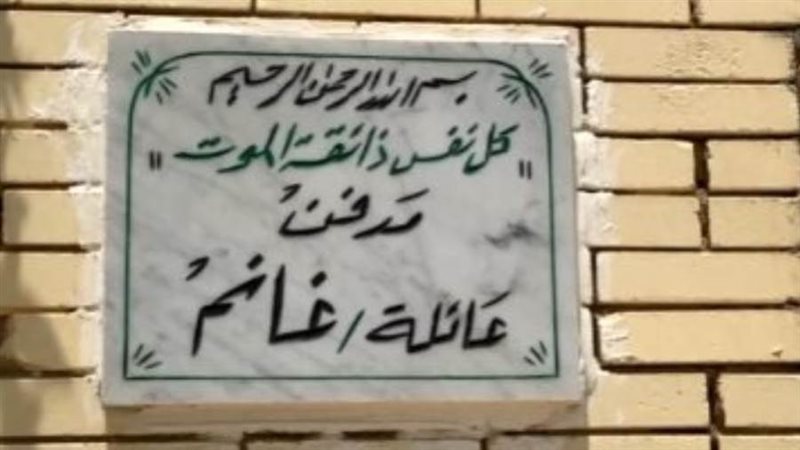 بسم الله الرحمن الرحيم
"كل نفس ذائقة الموت"
مدفن
عائلة / غانم